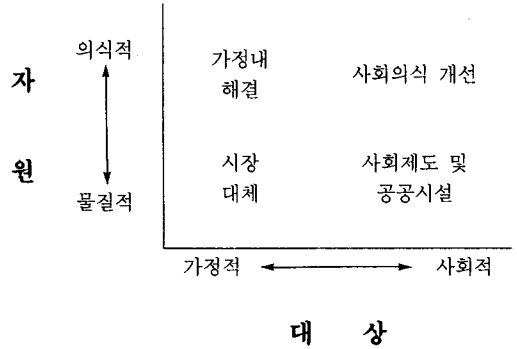 의식적
가정내
해결
사회의식 개선
자
원
시장
대체
사회제도 및
공공시설
물질적
가정적
사회적
대 상